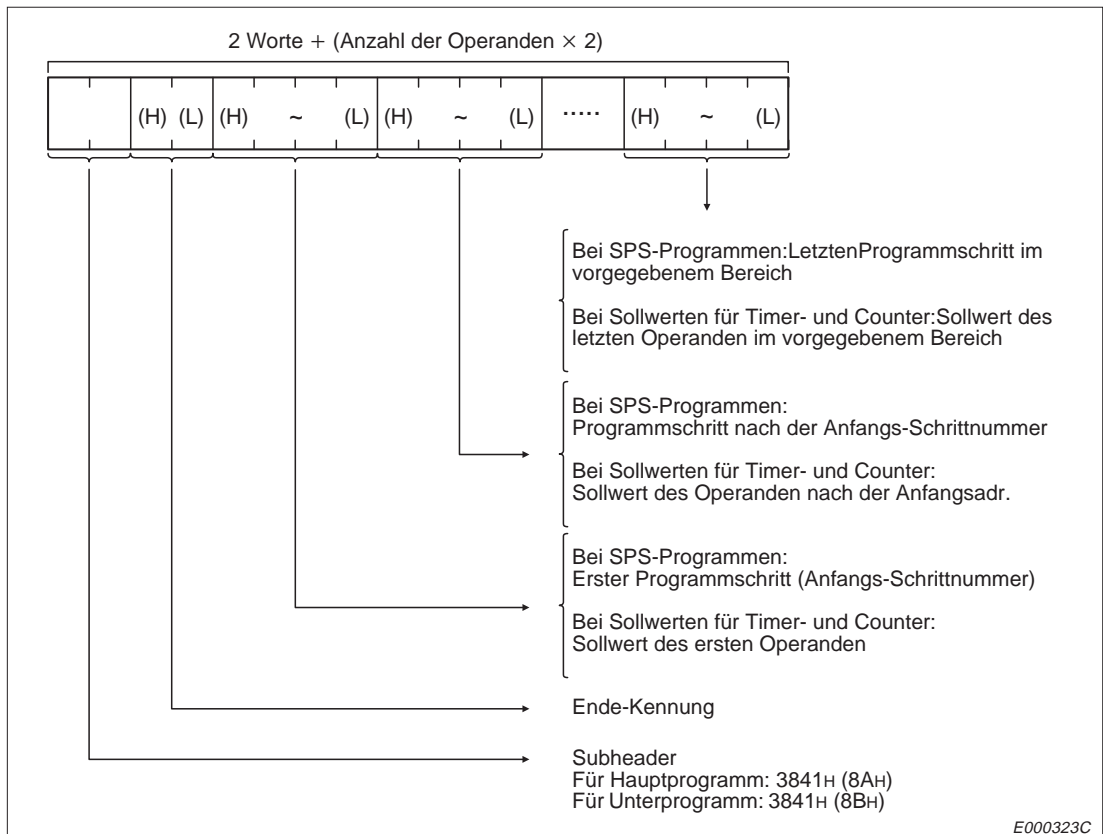 2 Worte + (Anzahl der Operanden × 2)
(H) (L) (H) ~ (L) (H) ~ (L) ····· (H) ~ (L)
Bei SPS-Programmen:LetztenProgrammschritt im
vorgegebenem Bereich
Bei Sollwerten für Timer- und Counter:Sollwert des
letzten Operanden im vorgegebenem Bereich
Bei SPS-Programmen:
Programmschritt nach der Anfangs-Schrittnummer
Bei Sollwerten für Timer- und Counter:
Sollwert des Operanden nach der Anfangsadr.
Bei SPS-Programmen:
Erster Programmschritt (Anfangs-Schrittnummer)
Bei Sollwerten für Timer- und Counter:
Sollwert des ersten Operanden
Ende-Kennung
Subheader
Für Hauptprogramm: 3841H (8AH)
Für Unterprogramm: 3841H (8BH)
E000323C